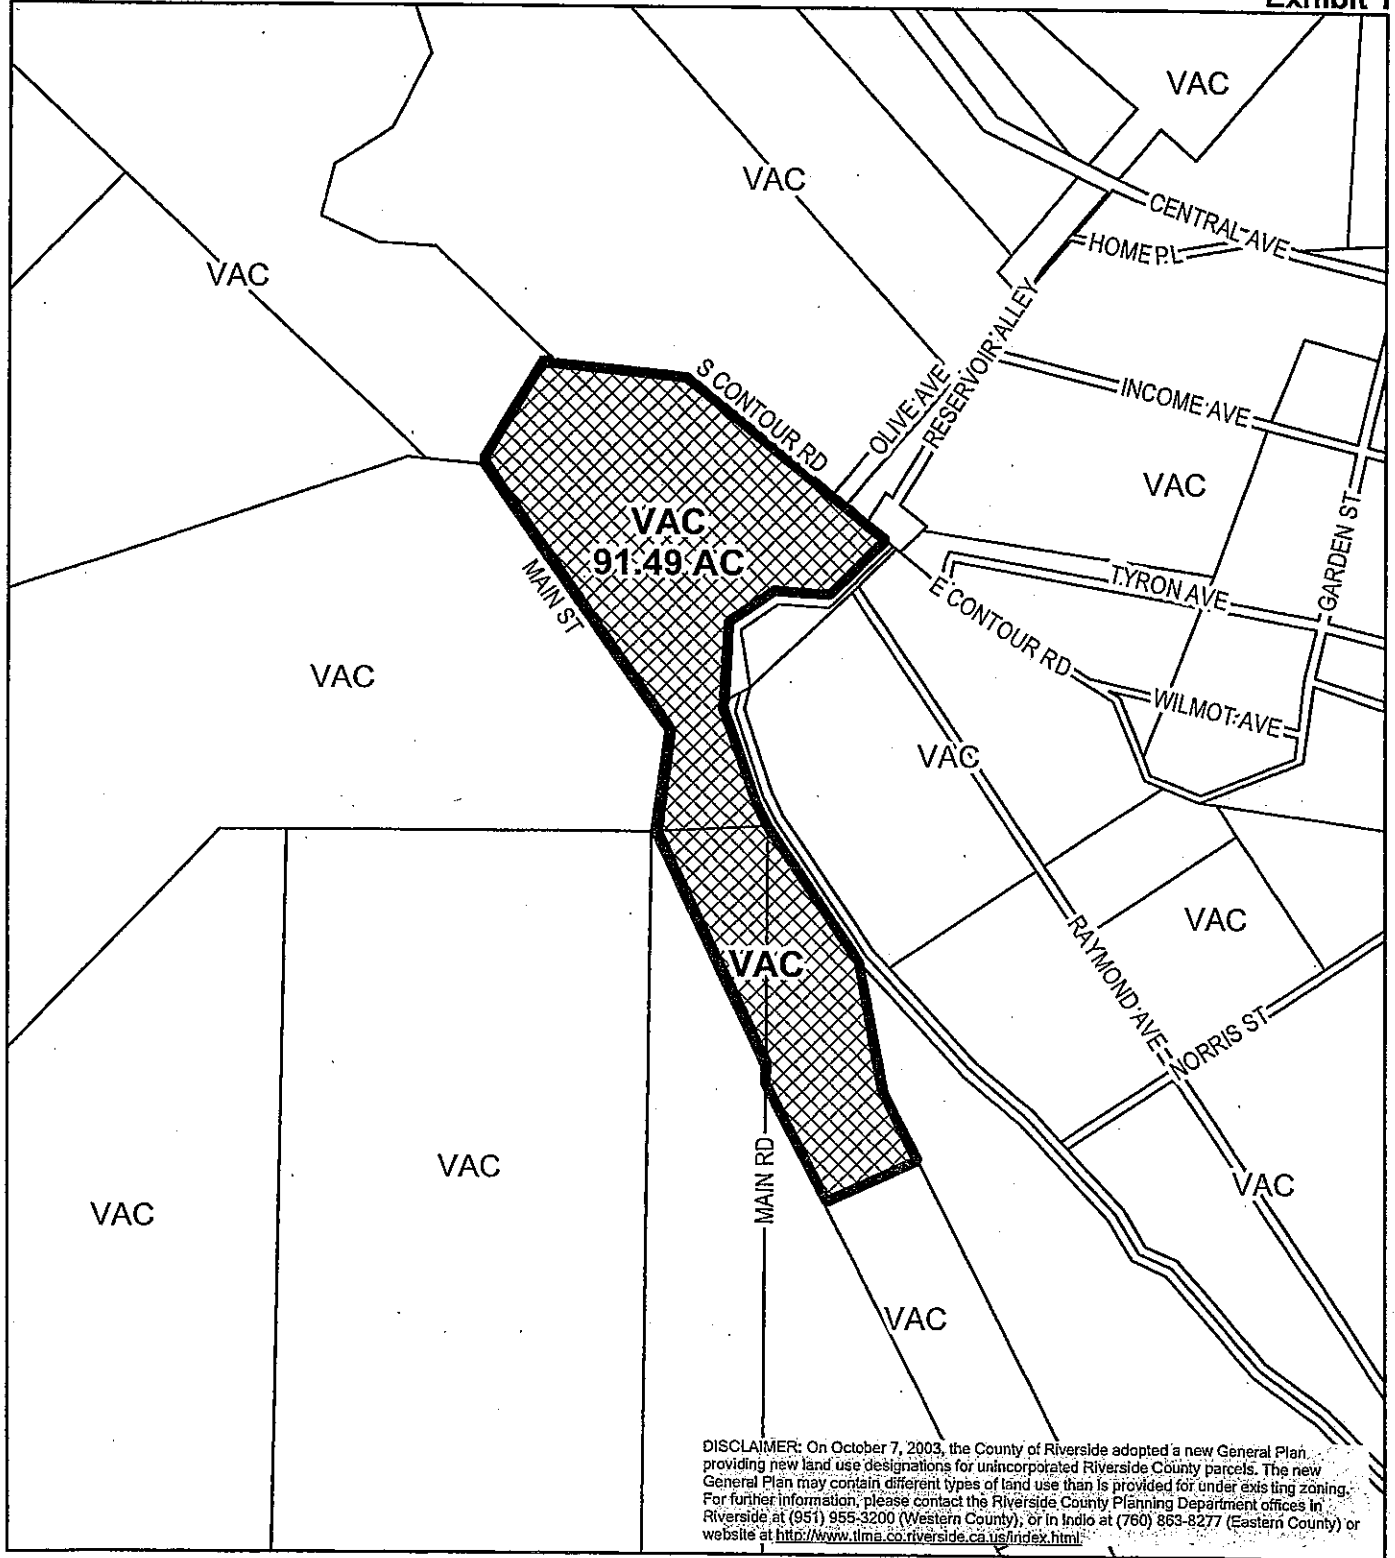 Exhibit
VAC
VAC
CENTRAL AVE
HOME PL
VAC
RESERVOIR ALLEY
S CONTOUR RD
OLIVE AVE
INCOME AVE
VAC
VAC
91.49 AC
GARDEN ST
MAIN ST
TYRON AVE
E CONTOUR RD
VAC
WILMOT AVE
VAC
VAC
RAYMOND AVE
VAC
NORRIS ST
VAC
MAIN RD
VAC
VAC
VAC
DISCLAIMER: On October 7, 2003, the County of Riverside adopted a new General Plan
providing new land use designations for unincorporated Riverside County parcels. The new
General Plan may contain different types of land use than is provided for under existing zoning.
For further information, please contact the Riverside County Planning Department offices in
Riverside at (951) 955-3200 (Western County), or in Indio at (760) 863-8277 (Eastern County) or
website at http://www.tlma.co.riverside.ca.us/index.html